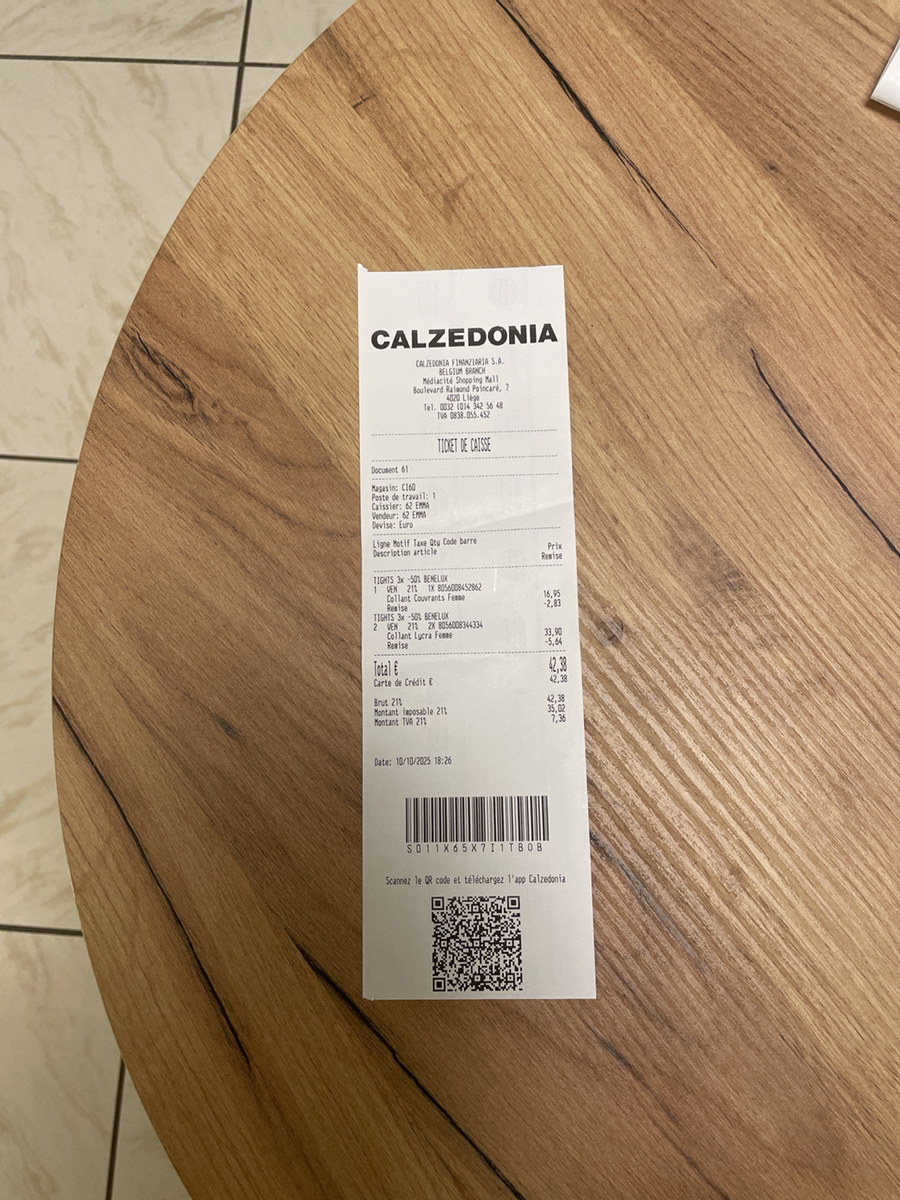 CALZEDONIA
CALZEDONIA FINANZIARIA S.A.
BELGIUM BRANCH
Médiacité Shopping Mall
Boulevard Raimond Poincaré, 7
4020 Liège
Tel. 0032 (0)4 342 56 48
TVA 0838.055.452
TICKET DE CAISSE
Document 61
Magasin: CI60
Poste de travail: 1
Caissier: 62 EMMA
Vendeur: 62 EMMA
Devise: Euro
Ligne Motif Taxe Qty Code barre Prix
Description article Remise
TIGHTS 3x -50% BENELUX
1 VEN 21% 1X 8056008452862
Collant Couvrants Femme 16,95
Remise -2,83
TIGHTS 3x -50% BENELUX
2 VEN 21% 2X 8056008344334
Collant Lycra Femme 33,90
Remise -5,64
Total € 42,38
Carte de Crédit € 42,38
Brut 21% 42,38
Montant imposable 21% 35,02
Montant TVA 21% 7,36
Date: 10/10/2025 18:26
S011X65X7I1TB0B
Scannez le QR code et téléchargez l'app Calzedonia